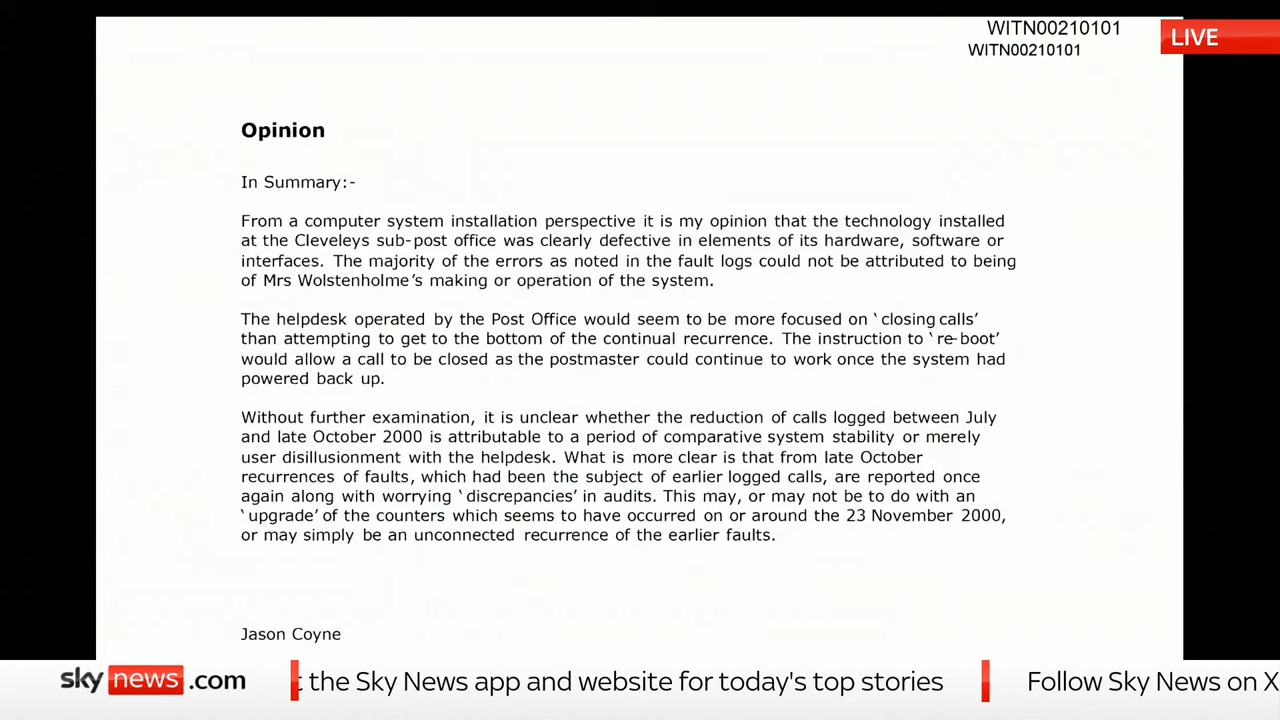 WITN00210101
WITN00210101
LIVE
Opinion
In Summary:-
From a computer system installation perspective it is my opinion that the technology installed
at the Cleveleys sub-post office was clearly defective in elements of its hardware, software or
interfaces. The majority of the errors as noted in the fault logs could not be attributed to being
of Mrs Wolstenholme's making or operation of the system.
The helpdesk operated by the Post Office would seem to be more focused on ‘closing calls’
than attempting to get to the bottom of the continual recurrence. The instruction to ‘re-boot’
would allow a call to be closed as the postmaster could continue to work once the system had
powered back up.
Without further examination, it is unclear whether the reduction of calls logged between July
and late October 2000 is attributable to a period of comparative system stability or merely
user disillusionment with the helpdesk. What is more clear is that from late October
recurrences of faults, which had been the subject of earlier logged calls, are reported once
again along with worrying ‘discrepancies’ in audits. This may, or may not be to do with an
‘upgrade’ of the counters which seems to have occurred on or around the 23 November 2000,
or may simply be an unconnected recurrence of the earlier faults.
Jason Coyne
sky news .com
the Sky News app and website for today's top stories
Follow Sky News on X